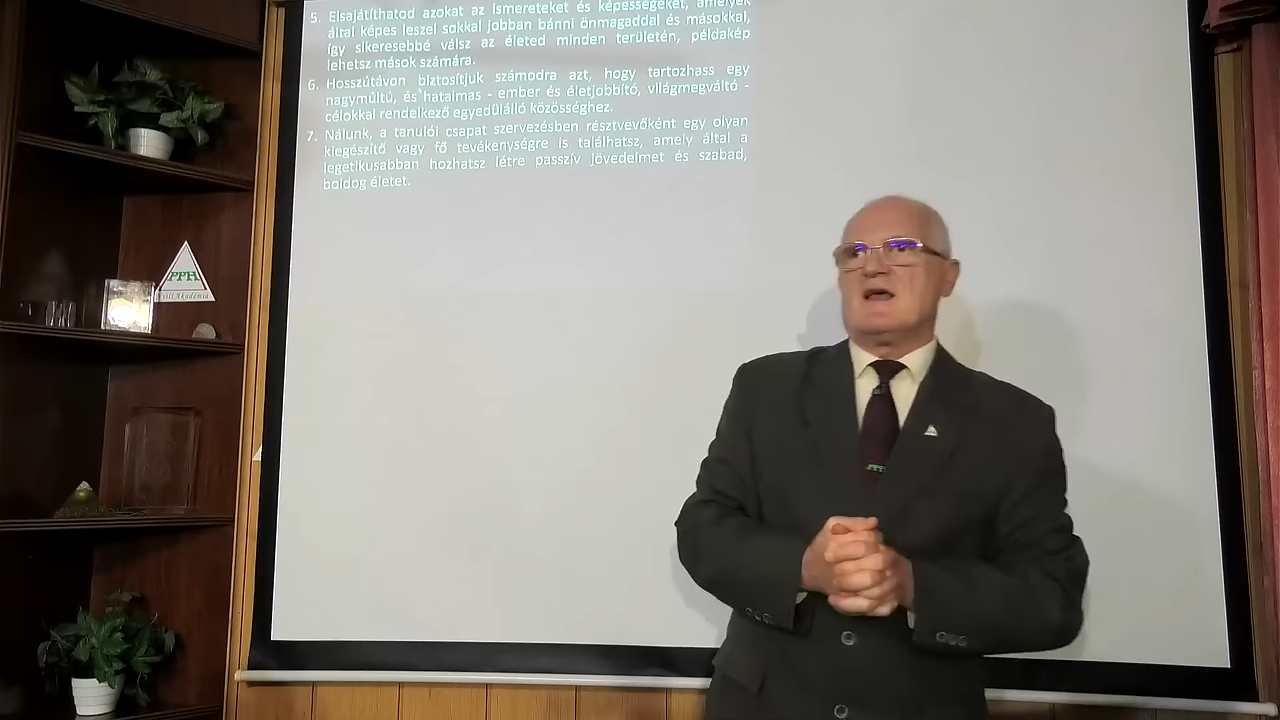 5. Elsajátíthatod azokat az ismereteket és képességeket, amelyek
által képes leszel sokkal jobban bánni önmagaddal és másokkal,
így sikeresebbé válsz az életed minden területén, példakép
lehetsz mások számára.
6. Hosszútávon biztosítjuk számodra azt, hogy tartozhass egy
nagymúltú, és hatalmas - ember és életjobbító, világmegváltó -
célokkal rendelkező egyedülálló közösséghez.
7. Nálunk, a tanulói csapat szervezésben résztvevőként egy olyan
kiegészítő vagy fő tevékenységre is találhatsz, amely által a
legetikusabban hozhatsz létre passzív jövedelmet és szabad,
boldog életet.
Nyílt Akadémia